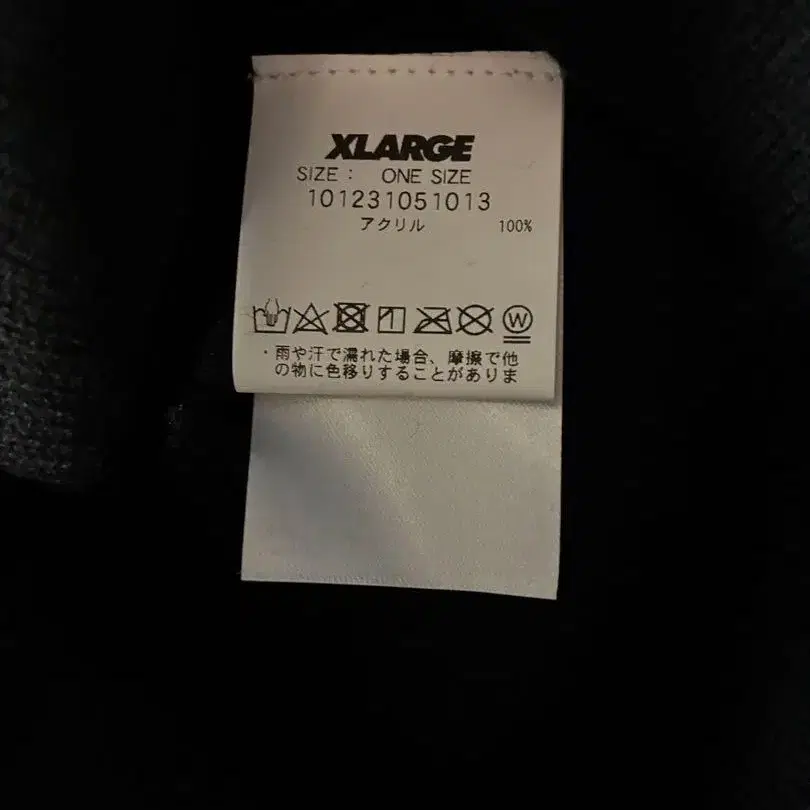 XLARGE
SIZE : ONE SIZE
101231051013
アクリル 100%
W
・雨や汗で濡れた場合、摩擦で他
の物に色移りすることがありま